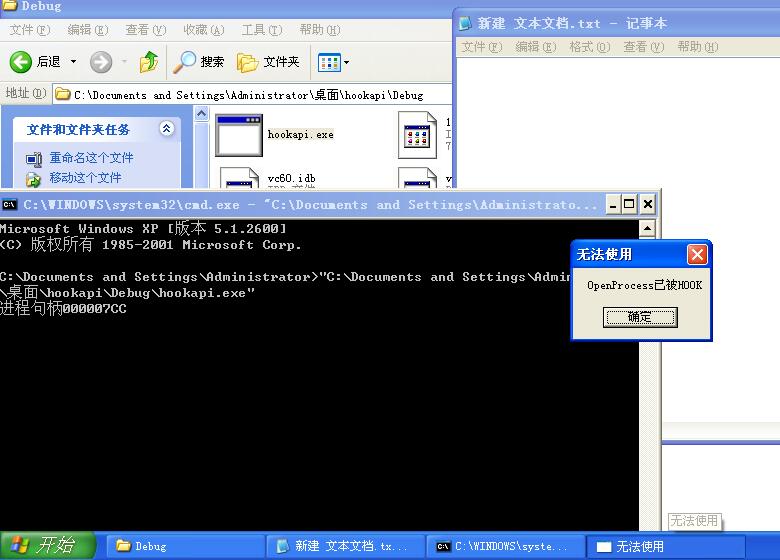 Debug
文件(F) 编辑(E) 查看(V) 收藏(A) 工具(T) 帮助(H)
后退 搜索 文件夹
地址(D) C:\Documents and Settings\Administrator\桌面\hookapi\Debug
文件和文件夹任务
重命名这个文件
移动这个文件
hookapi.exe
vc60.idb
新建 文本文档.txt - 记事本
文件(F) 编辑(E) 格式(O) 查看(V) 帮助(H)
C:\WINDOWS\system32\cmd.exe - "C:\Documents and Settings\Administrato...
Microsoft Windows XP [版本 5.1.2600]
(C) 版权所有 1985-2001 Microsoft Corp.
C:\Documents and Settings\Administrator>"C:\Documents and Settings\Admin
\桌面\hookapi\Debug\hookapi.exe"
进程句柄000007CC
无法使用
OpenProcess已被HOOK
确定
无法使用
开始 Debug 新建 文本文档.tx... C:\WINDOWS\syste... 无法使用